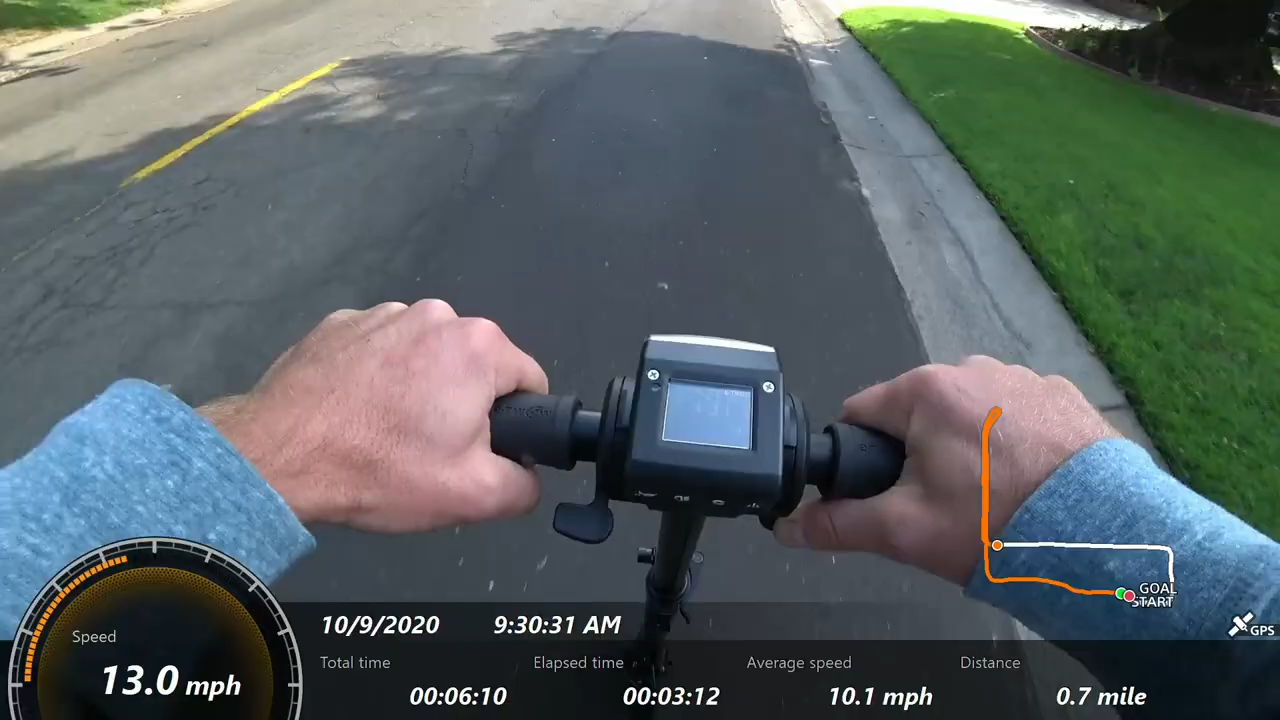 GOAL
START
GPS
10/9/2020 9:30:31 AM
Speed
13.0 mph
Total time Elapsed time Average speed Distance
00:06:10 00:03:12 10.1 mph 0.7 mile